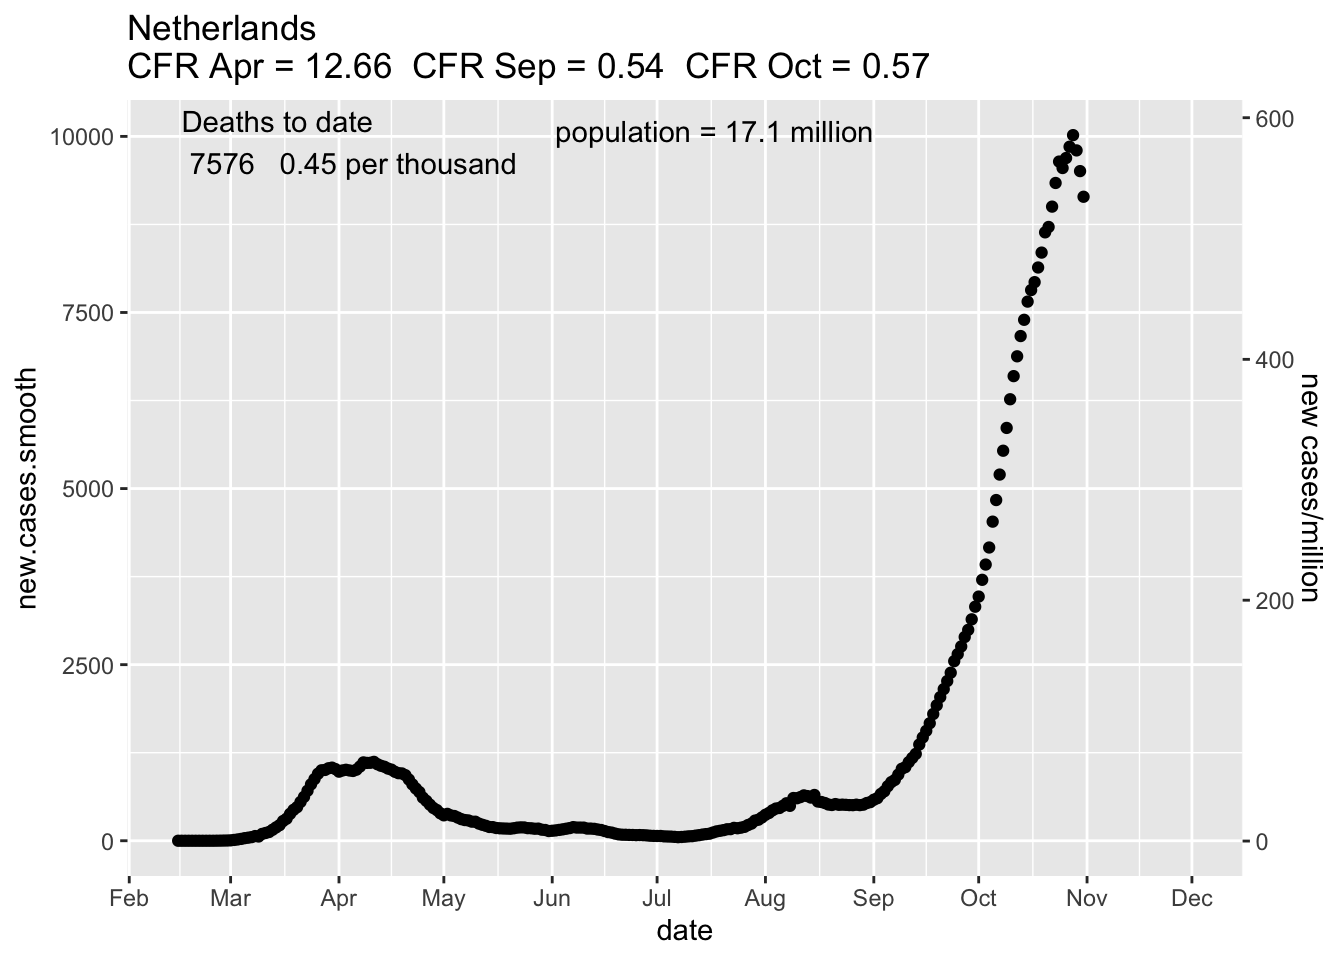 Netherlands
CFR Apr = 12.66  CFR Sep = 0.54  CFR Oct = 0.57
Deaths to date
7576   0.45 per thousand
population = 17.1 million
10000
7500
5000
2500
0
new.cases.smooth
600
400
200
0
new cases/million
Feb Mar Apr May Jun Jul Aug Sep Oct Nov Dec
date